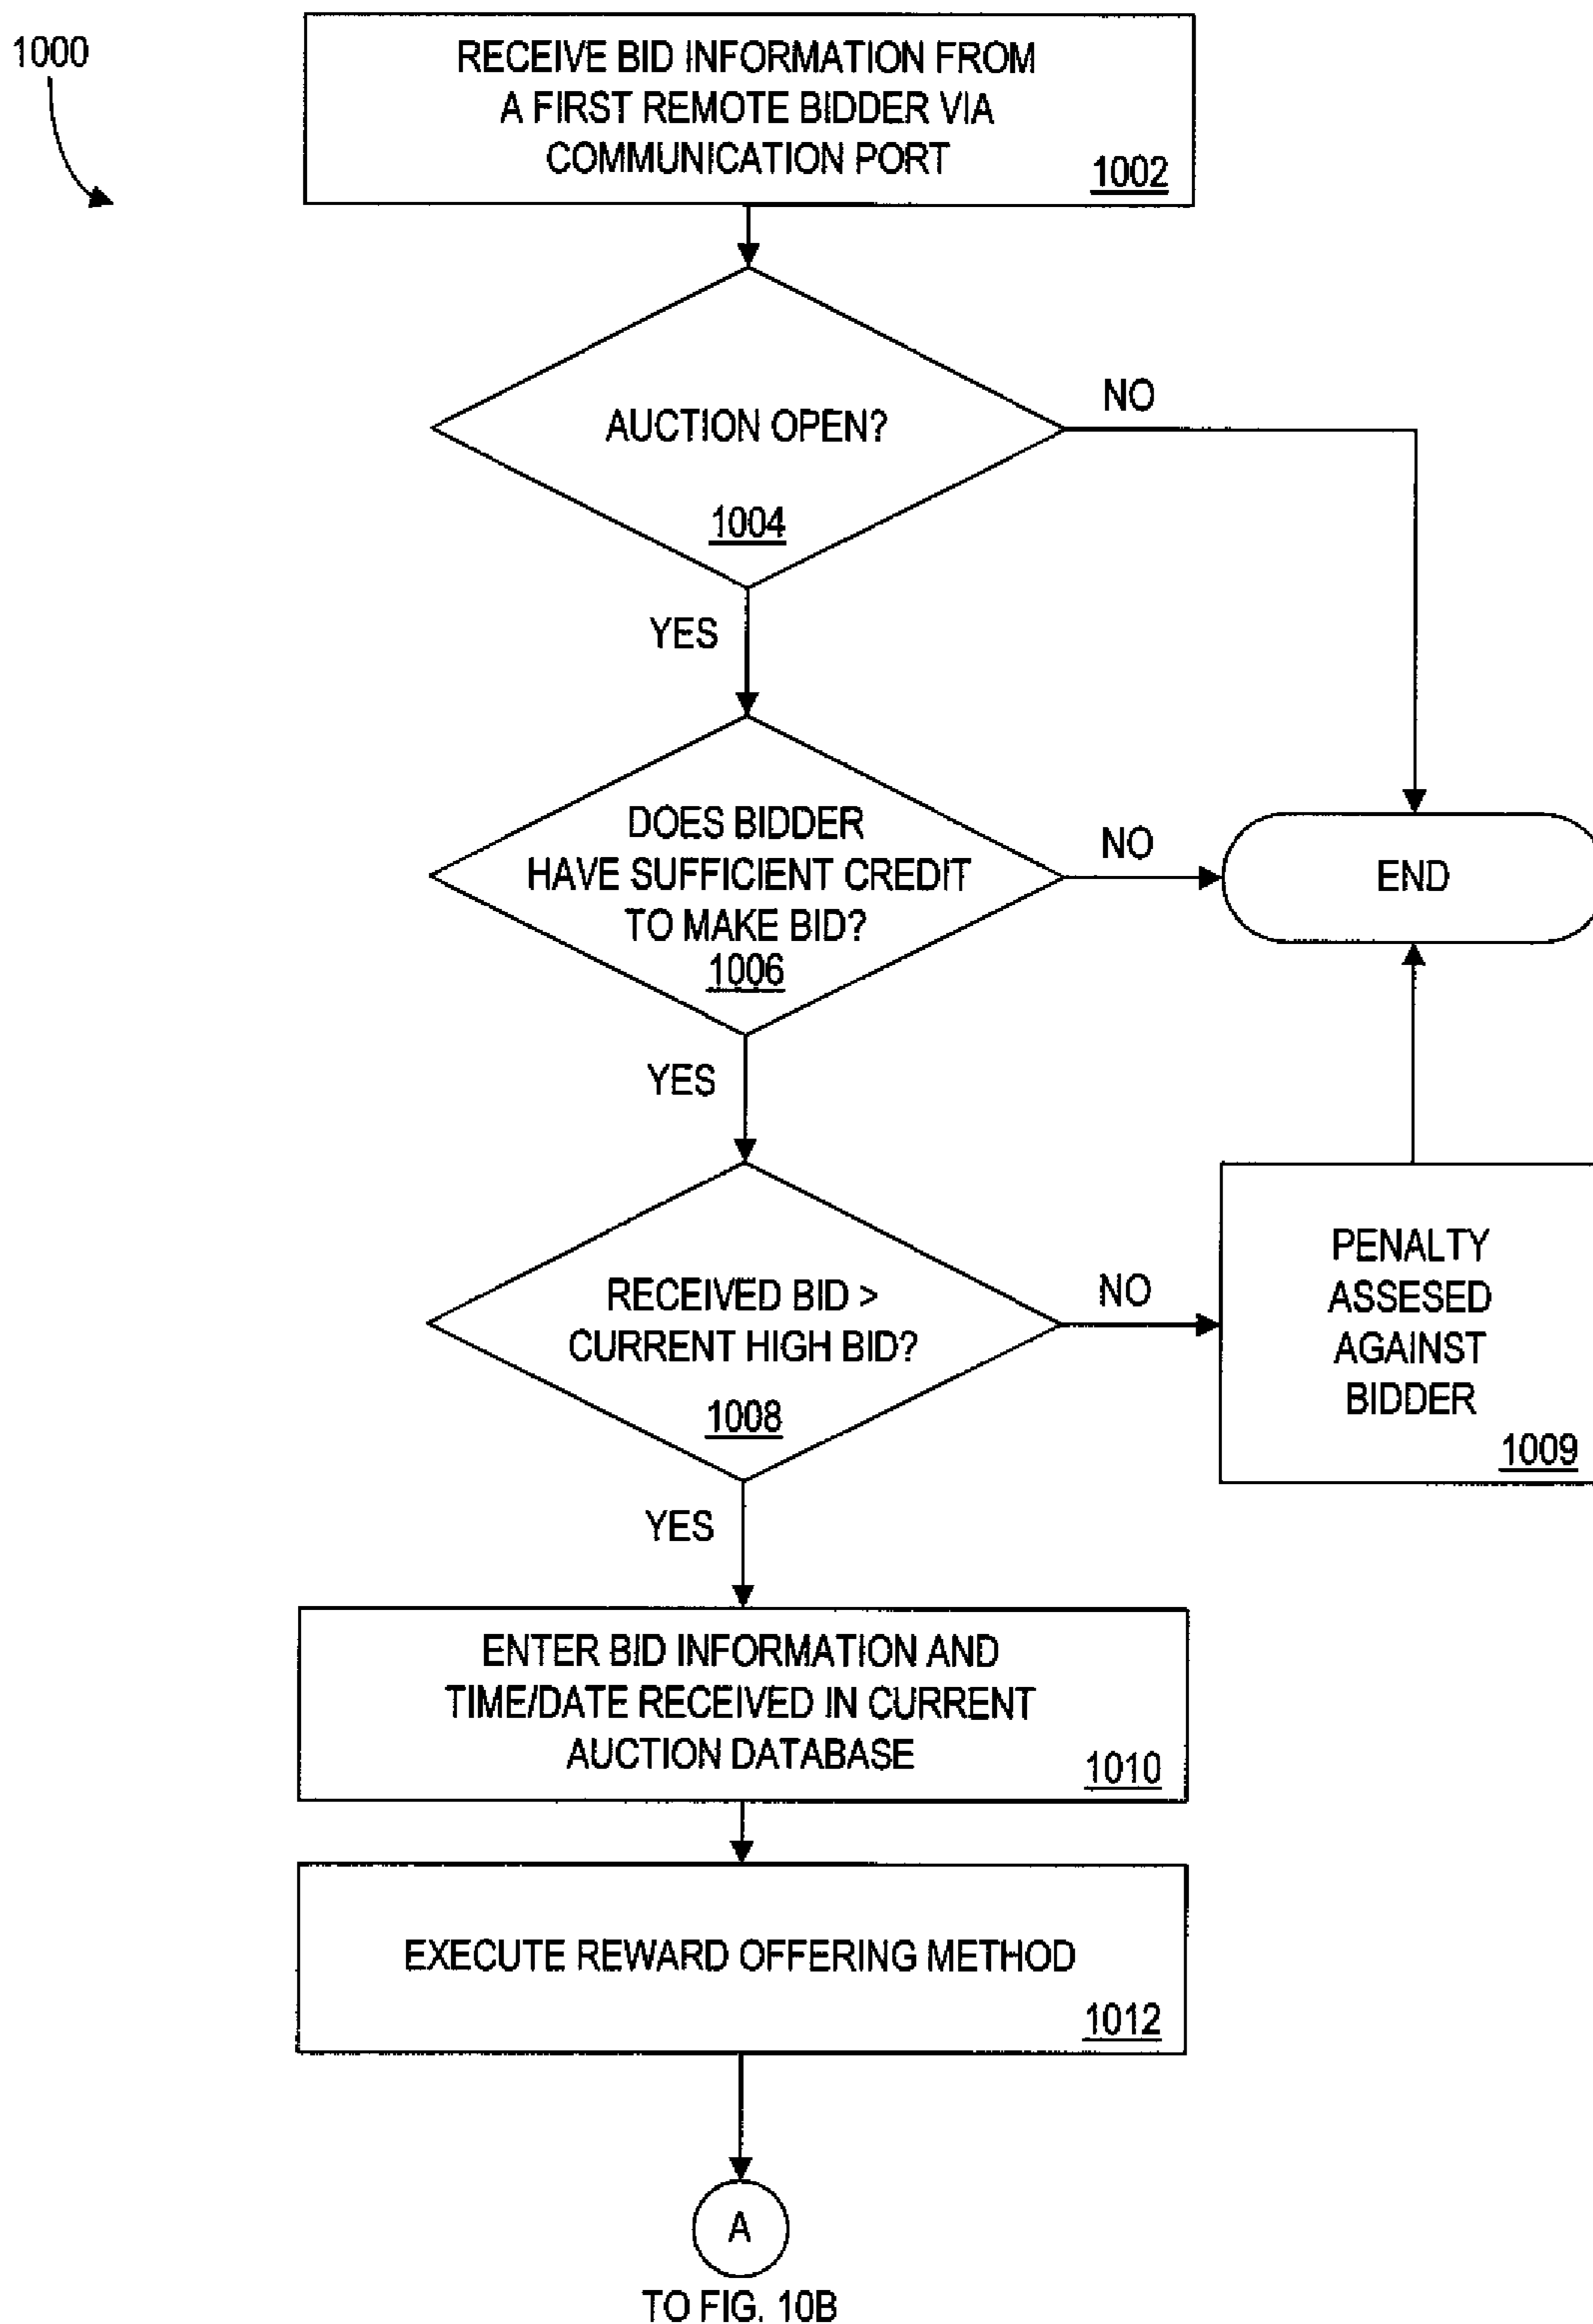 1000
RECEIVE BID INFORMATION FROM
A FIRST REMOTE BIDDER VIA
COMMUNICATION PORT
1002
AUCTION OPEN?
1004
NO
YES
DOES BIDDER
HAVE SUFFICIENT CREDIT
TO MAKE BID?
1006
NO
END
YES
RECEIVED BID >
CURRENT HIGH BID?
1008
NO
PENALTY
ASSESED
AGAINST
BIDDER
1009
YES
ENTER BID INFORMATION AND
TIME/DATE RECEIVED IN CURRENT
AUCTION DATABASE
1010
EXECUTE REWARD OFFERING METHOD
1012
A
TO FIG. 10B